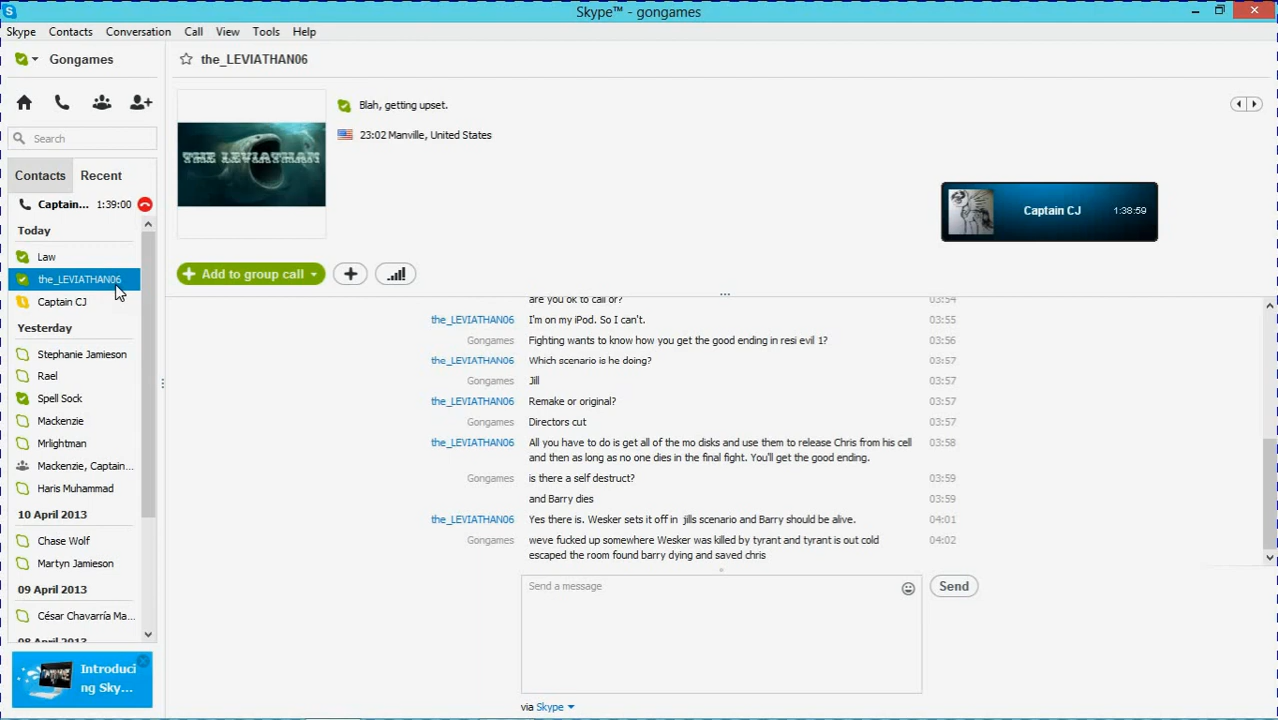 Skype™ - gongames
Skype Contacts Conversation Call View Tools Help
Gongames
Search
Contacts Recent
Captain... 1:39:00
Today
Law
the_LEVIATHAN06
Captain CJ
Yesterday
Stephanie Jamieson
Rael
Spell Sock
Mackenzie
Mrlightman
Mackenzie, Captain...
Haris Muhammad
10 April 2013
Chase Wolf
Martyn Jamieson
09 April 2013
César Chavarría Ma...
08 April 2013
Introduci
ng Sky...
the_LEVIATHAN06
THE LEVIATHAN
Blah, getting upset.
23:02 Manville, United States
Captain CJ 1:38:59
Add to group call
are you ok to call or? 03:54
the_LEVIATHAN06 I'm on my iPod. So I can't. 03:55
Gongames Fighting wants to know how you get the good ending in resi evil 1? 03:56
the_LEVIATHAN06 Which scenario is he doing? 03:57
Gongames Jill 03:57
the_LEVIATHAN06 Remake or original? 03:57
Gongames Directors cut 03:57
the_LEVIATHAN06 All you have to do is get all of the mo disks and use them to release Chris from his cell 03:58
and then as long as no one dies in the final fight. You'll get the good ending.
Gongames is there a self destruct? 03:59
and Barry dies 03:59
the_LEVIATHAN06 Yes there is. Wesker sets it off in jills scenario and Barry should be alive. 04:01
Gongames weve fucked up somewhere Wesker was killed by tyrant and tyrant is out cold 04:02
escaped the room found barry dying and saved chris
Send a message
Send
via Skype